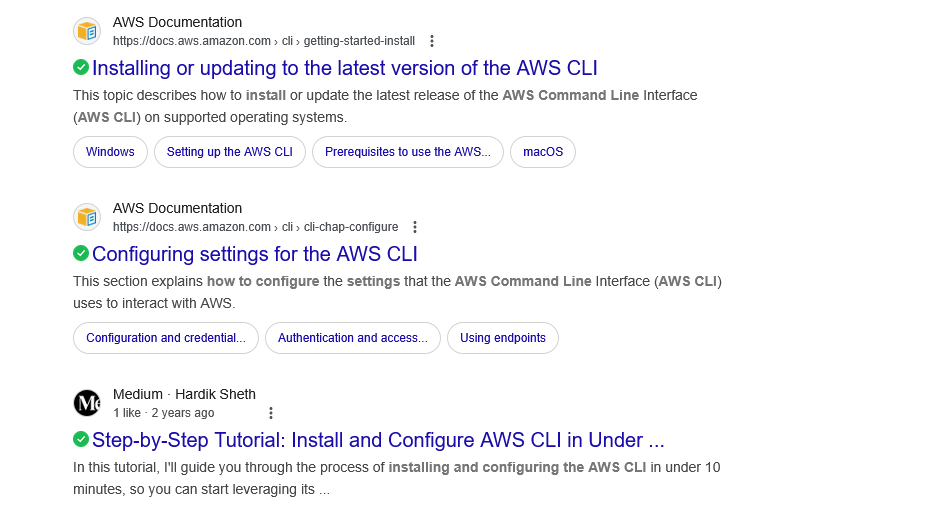 AWS Documentation
https://docs.aws.amazon.com › cli › getting-started-install
Installing or updating to the latest version of the AWS CLI
This topic describes how to install or update the latest release of the AWS Command Line Interface
(AWS CLI) on supported operating systems.
Windows
Setting up the AWS CLI
Prerequisites to use the AWS...
macOS
AWS Documentation
https://docs.aws.amazon.com › cli › cli-chap-configure
Configuring settings for the AWS CLI
This section explains how to configure the settings that the AWS Command Line Interface (AWS CLI)
uses to interact with AWS.
Configuration and credential...
Authentication and access...
Using endpoints
Medium · Hardik Sheth
1 like · 2 years ago
Step-by-Step Tutorial: Install and Configure AWS CLI in Under ...
In this tutorial, I'll guide you through the process of installing and configuring the AWS CLI in under 10
minutes, so you can start leveraging its ...